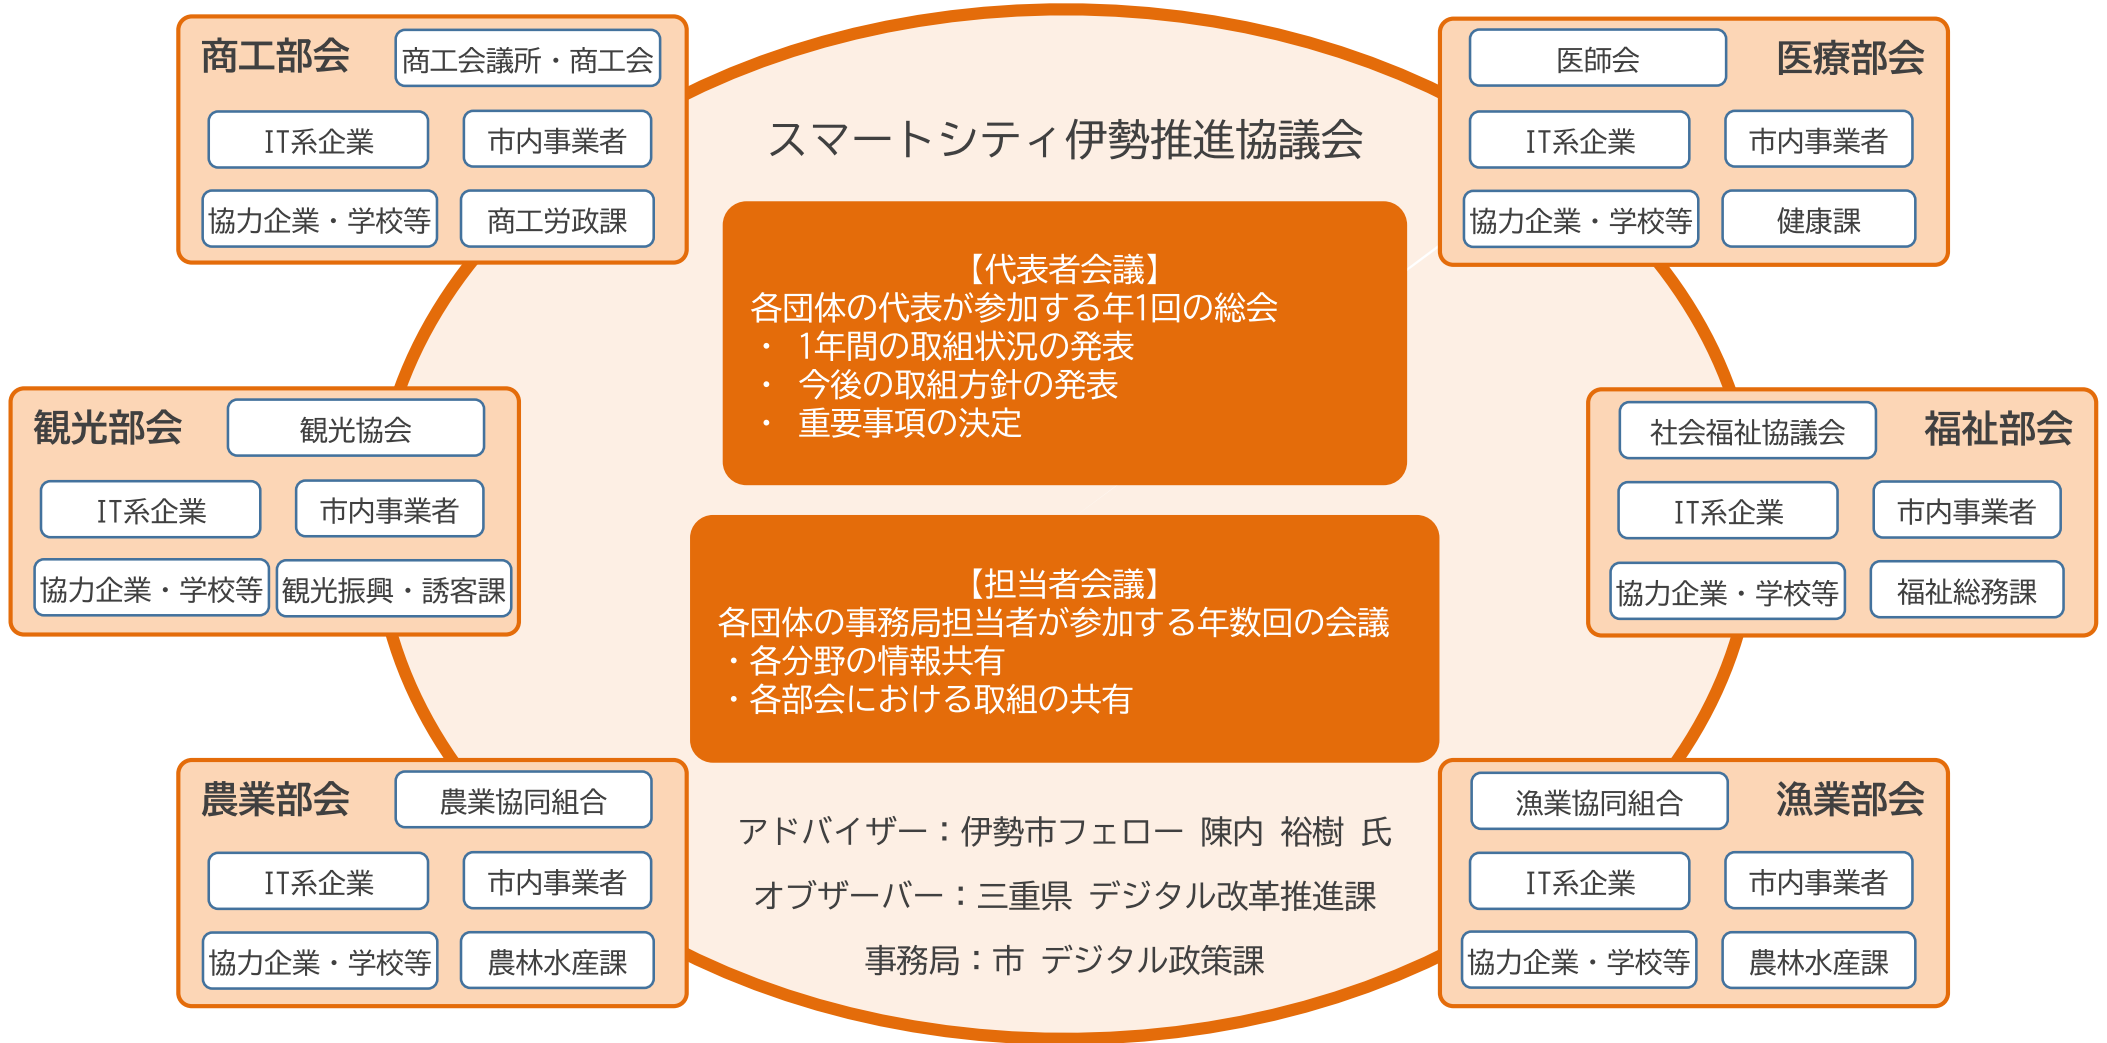 商工部会
商工会議所・商工会
IT系企業
市内事業者
協力企業・学校等
商工労政課
観光部会
観光協会
IT系企業
市内事業者
協力企業・学校等
観光振興・誘客課
農業部会
農業協同組合
IT系企業
市内事業者
協力企業・学校等
農林水産課
スマートシティ伊勢推進協議会
【代表者会議】
各団体の代表が参加する年1回の総会
・ 1年間の取組状況の発表
・ 今後の取組方針の発表
・ 重要事項の決定
【担当者会議】
各団体の事務局担当者が参加する年数回の会議
・各分野の情報共有
・各部会における取組の共有
アドバイザー：伊勢市フェロー 陳内 裕樹 氏
オブザーバー：三重県 デジタル改革推進課
事務局：市 デジタル政策課
医師会
医療部会
IT系企業
市内事業者
協力企業・学校等
健康課
社会福祉協議会
福祉部会
IT系企業
市内事業者
協力企業・学校等
福祉総務課
漁業協同組合
漁業部会
IT系企業
市内事業者
協力企業・学校等
農林水産課